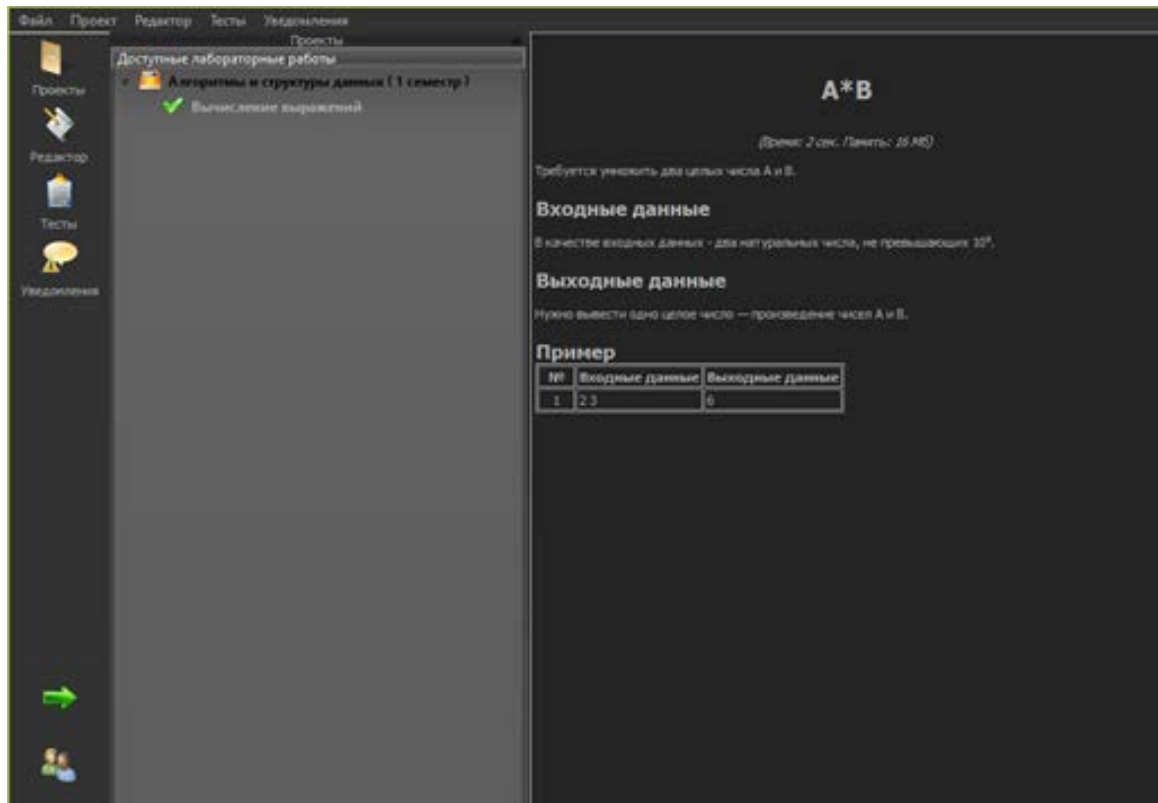 Файл Проект Редактор Тесты Уведомления
Проекты
Доступные лабораторные работы
Алгоритмы и структуры данных ( 1 семестр )
Вычисление выражений
Проекты
Редактор
Тесты
Уведомления
A*B
(Время: 2 сек. Память: 16 Мб)
Требуется умножить два целых числа A и B.
Входные данные
В качестве входных данных - два натуральных числа, не превышающих 10⁹.
Выходные данные
Нужно вывести одно целое число — произведение чисел A и B.
Пример
№ Входные данные Выходные данные
1 2 3 6